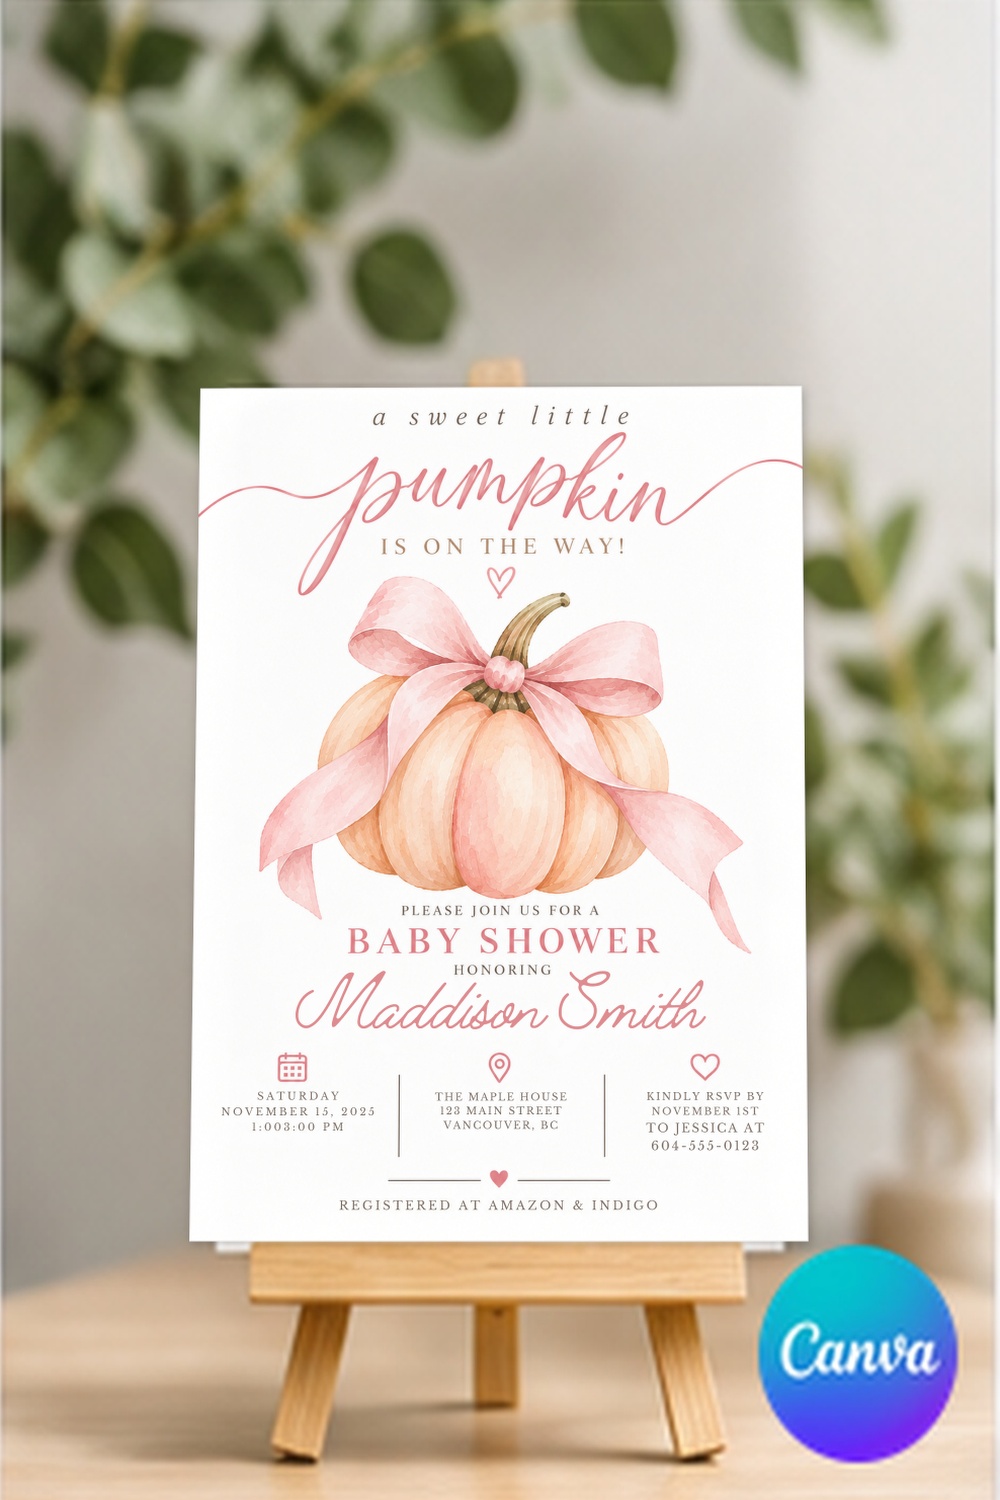 a sweet little
pumpkin
IS ON THE WAY!
PLEASE JOIN US FOR A
BABY SHOWER
HONORING
Maddison Smith
SATURDAY
NOVEMBER 15, 2025
1:003:00 PM
THE MAPLE HOUSE
123 MAIN STREET
VANCOUVER, BC
KINDLY RSVP BY
NOVEMBER 1ST
TO JESSICA AT
604-555-0123
REGISTERED AT AMAZON & INDIGO
Canva